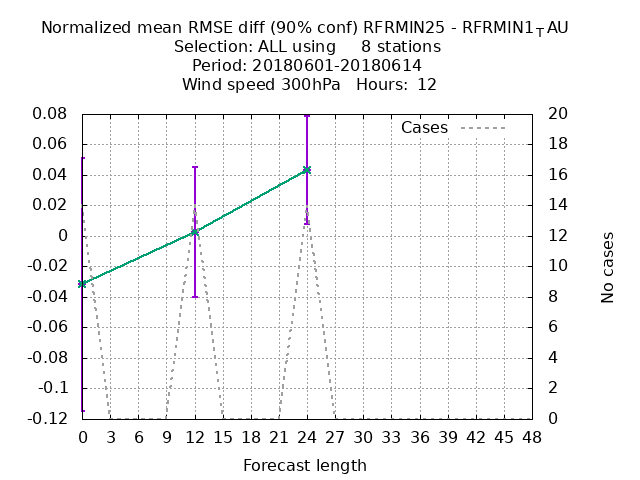 Normalized mean RMSE diff (90% conf) RFRMIN25 - RFRMIN1TAU
Selection: ALL using 8 stations
Period: 20180601-20180614
Wind speed 300hPa Hours: 12
Cases
0.08
0.06
0.04
0.02
0
-0.02
-0.04
-0.06
-0.08
-0.1
-0.12
20
18
16
14
12
10
8
6
4
2
0
No cases
0 3 6 9 12 15 18 21 24 27 30 33 36 39 42 45 48
Forecast length